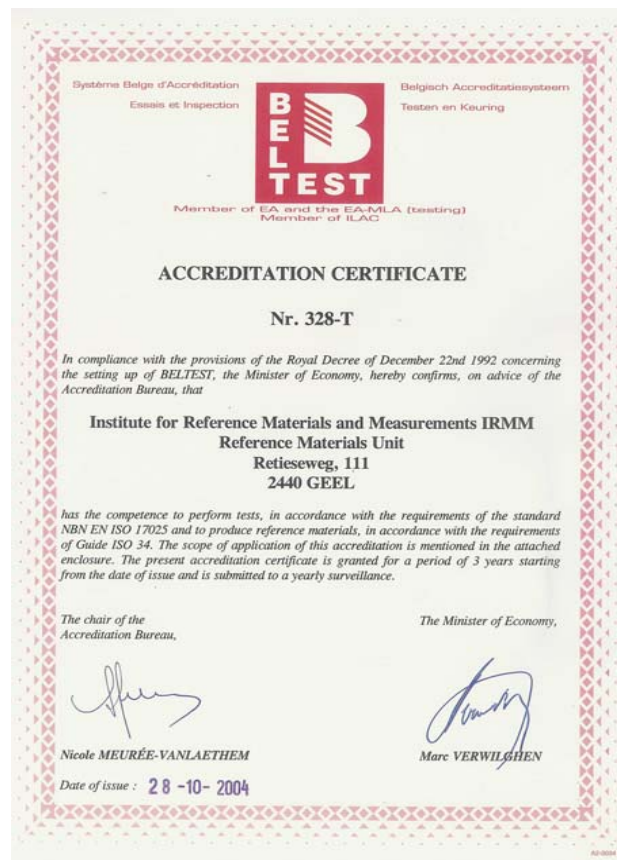 Système Belge d'Accréditation
Essais et Inspection
Belgisch Accreditatiesysteem
Testen en Keuring
BELTEST
Member of EA and the EA-MLA (testing)
Member of ILAC
ACCREDITATION CERTIFICATE
Nr. 328-T
In compliance with the provisions of the Royal Decree of December 22nd 1992 concerning
the setting up of BELTEST, the Minister of Economy, hereby confirms, on advice of the
Accreditation Bureau, that
Institute for Reference Materials and Measurements IRMM
Reference Materials Unit
Retieseweg, 111
2440 GEEL
has the competence to perform tests, in accordance with the requirements of the standard
NBN EN ISO 17025 and to produce reference materials, in accordance with the requirements
of Guide ISO 34. The scope of application of this accreditation is mentioned in the attached
enclosure. The present accreditation certificate is granted for a period of 3 years starting
from the date of issue and is submitted to a yearly surveillance.
The chair of the
Accreditation Bureau,
The Minister of Economy,
Nicole MEURÉE-VANLAETHEM
Marc VERWILGHEN
Date of issue : 28 -10- 2004